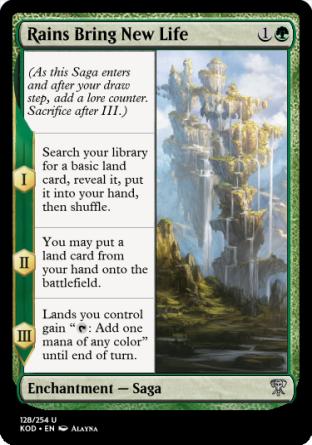 Rains Bring New Life 1
(As this Saga enters
and after your draw
step, add a lore counter.
Sacrifice after III.)
I
Search your library
for a basic land
card, reveal it, put
it into your hand,
then shuffle.
II
You may put a
land card from
your hand onto the
battlefield.
III
Lands you control
gain “: Add one
mana of any color”
until end of turn.
Enchantment — Saga
128/254 U
KOD • EN Alayna